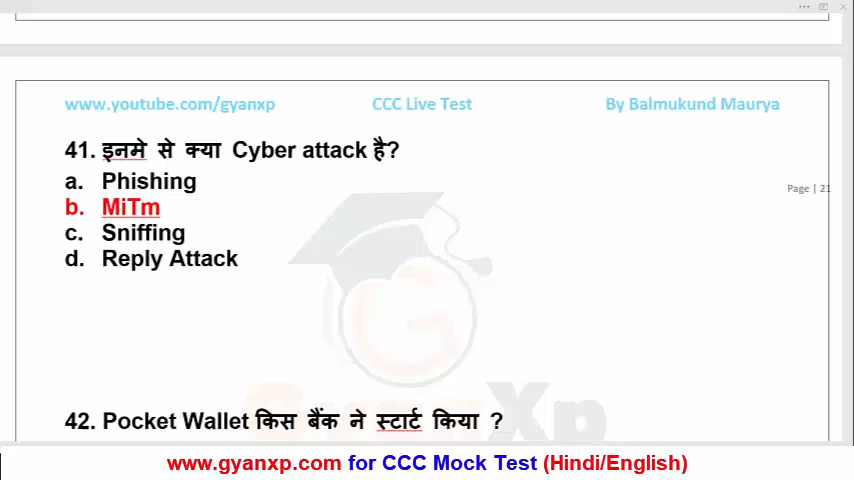 www.youtube.com/gyanxp CCC Live Test By Balmukund Maurya
41. इनमे से क्या Cyber attack है?
Page | 21
a. Phishing
b. MiTm
c. Sniffing
d. Reply Attack
GyanXp
42. Pocket Wallet किस बैंक ने स्टार्ट किया ?
www.gyanxp.com for CCC Mock Test (Hindi/English)